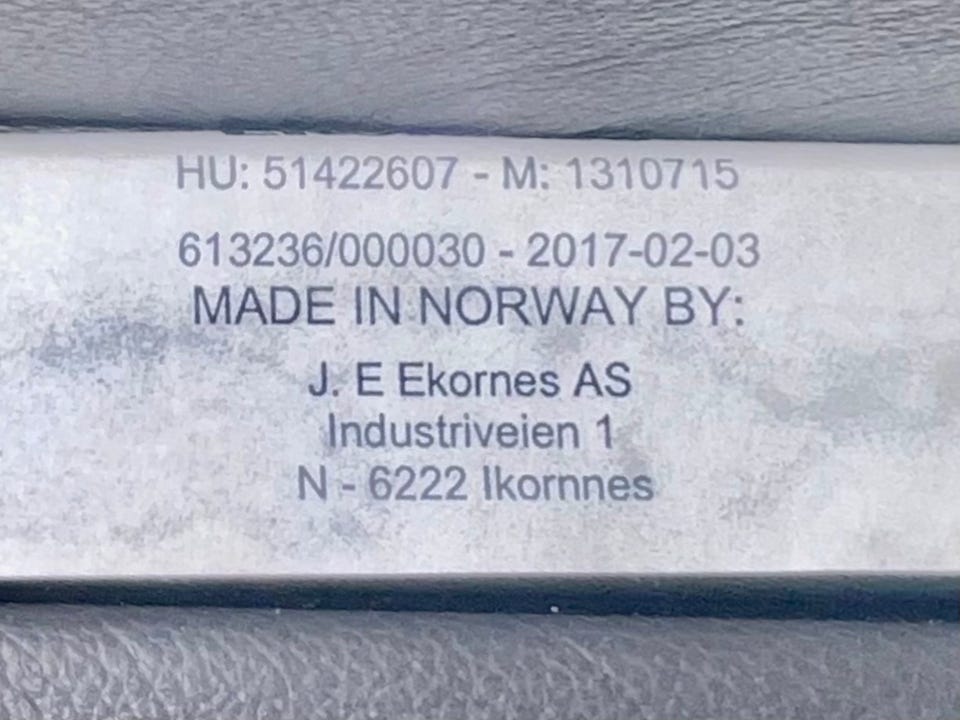 HU: 51422607 - M: 1310715
613236/000030 - 2017-02-03
MADE IN NORWAY BY:
J. E Ekornes AS
Industriveien 1
N - 6222 Ikornnes